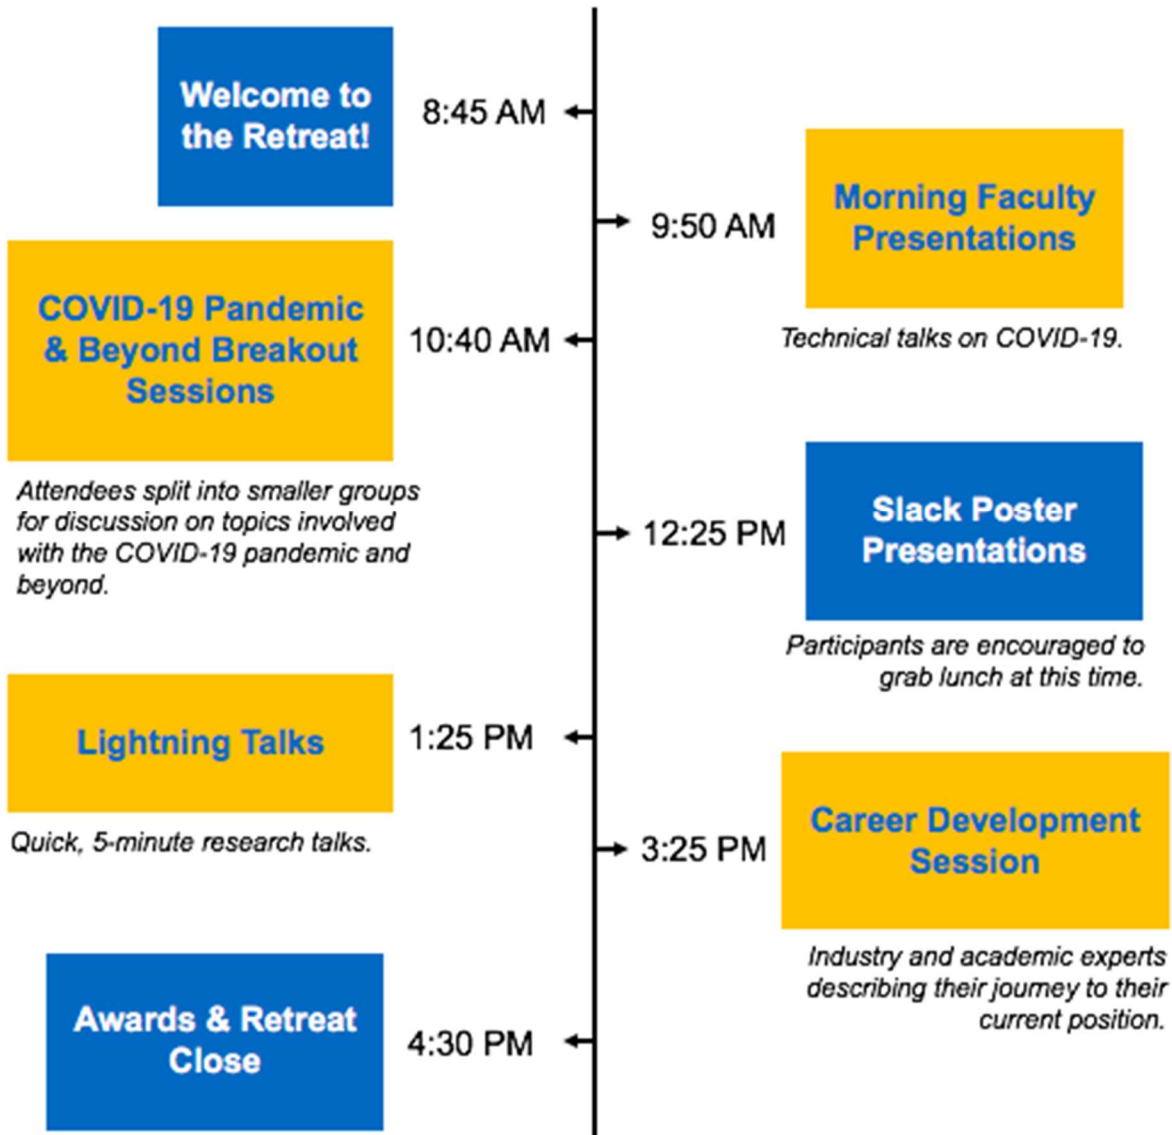 Welcome to
the Retreat!
8:45 AM
9:50 AM
Morning Faculty
Presentations
Technical talks on COVID-19.
COVID-19 Pandemic
& Beyond Breakout
Sessions
10:40 AM
Attendees split into smaller groups
for discussion on topics involved
with the COVID-19 pandemic and
beyond.
12:25 PM
Slack Poster
Presentations
Participants are encouraged to
grab lunch at this time.
Lightning Talks
1:25 PM
Quick, 5-minute research talks.
3:25 PM
Career Development
Session
Industry and academic experts
describing their journey to their
current position.
Awards & Retreat
Close
4:30 PM